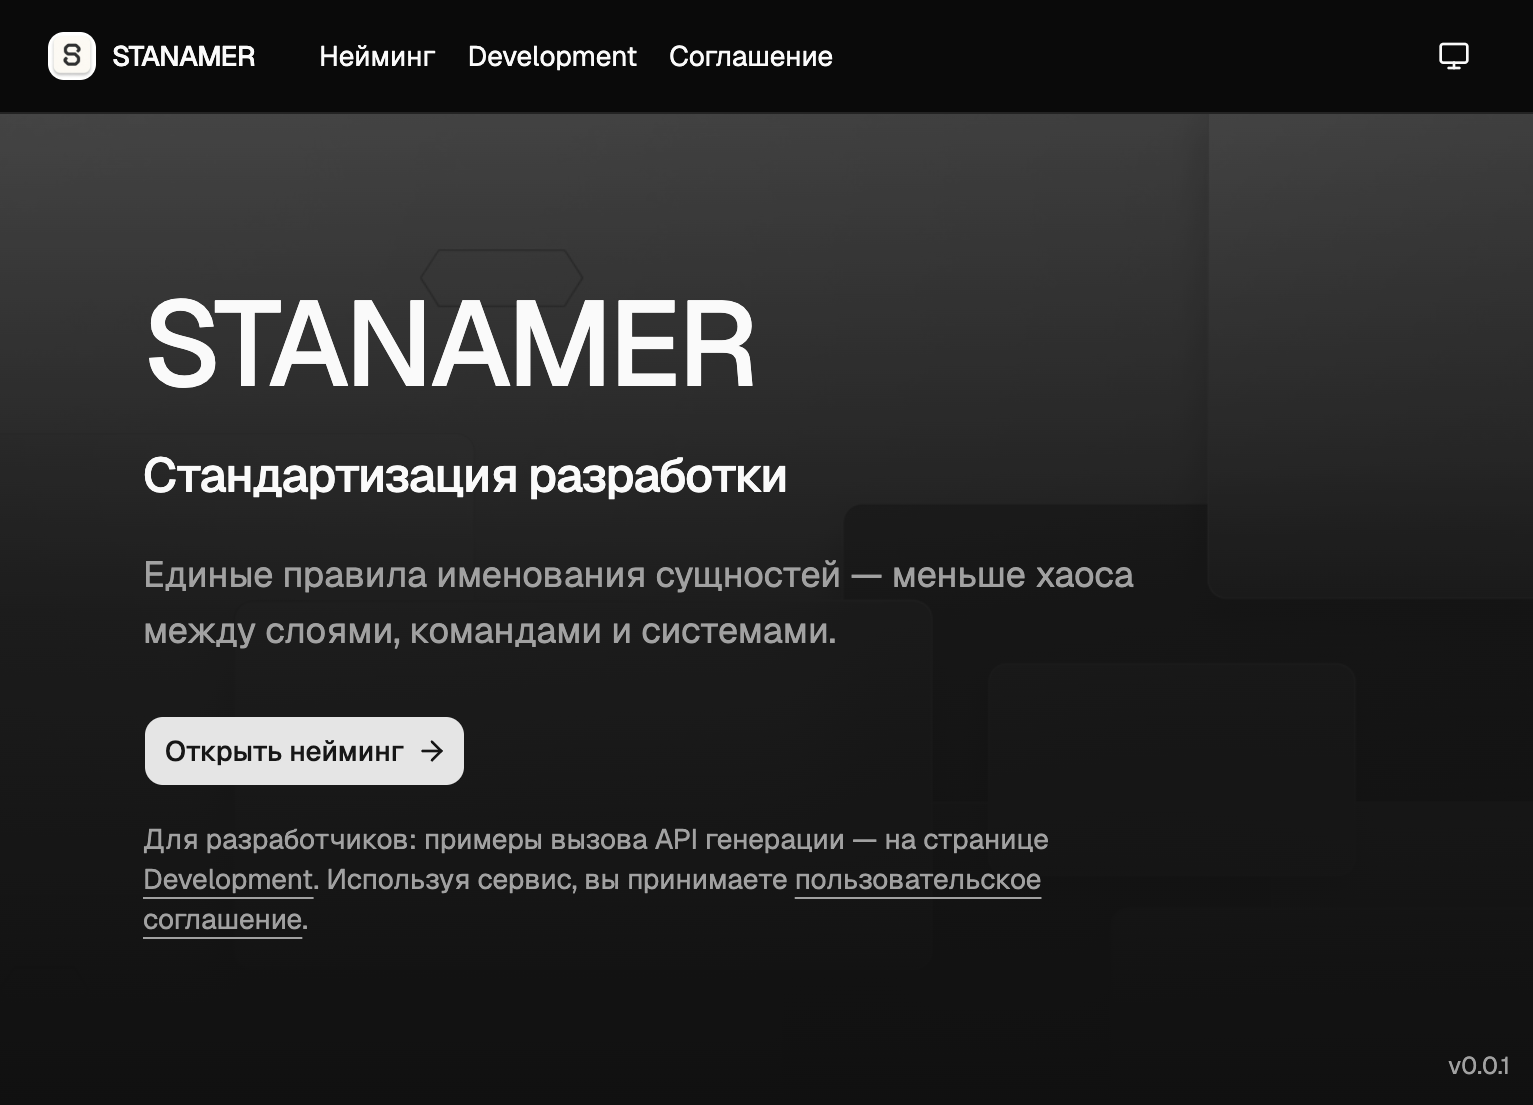 S STANAMER Нейминг Development Соглашение
STANAMER
Стандартизация разработки
Единые правила именования сущностей — меньше хаоса
между слоями, командами и системами.
Открыть нейминг →
Для разработчиков: примеры вызова API генерации — на странице
Development. Используя сервис, вы принимаете пользовательское
соглашение.
v0.0.1